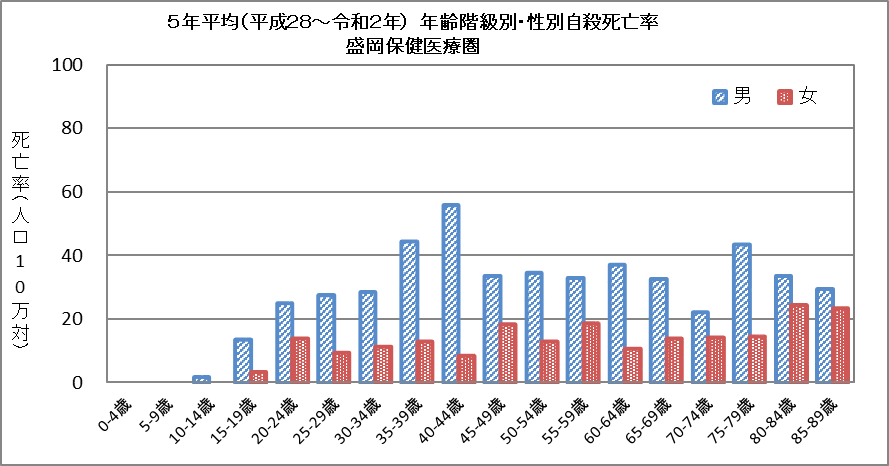 ５年平均（平成２８～令和２年） 年齢階級別・性別自殺死亡率
盛岡保健医療圏
男
女
死亡率（人口１０万対）
100
80
60
40
20
0
0-4歳
5-9歳
10-14歳
15-19歳
20-24歳
25-29歳
30-34歳
35-39歳
40-44歳
45-49歳
50-54歳
55-59歳
60-64歳
65-69歳
70-74歳
75-79歳
80-84歳
85-89歳